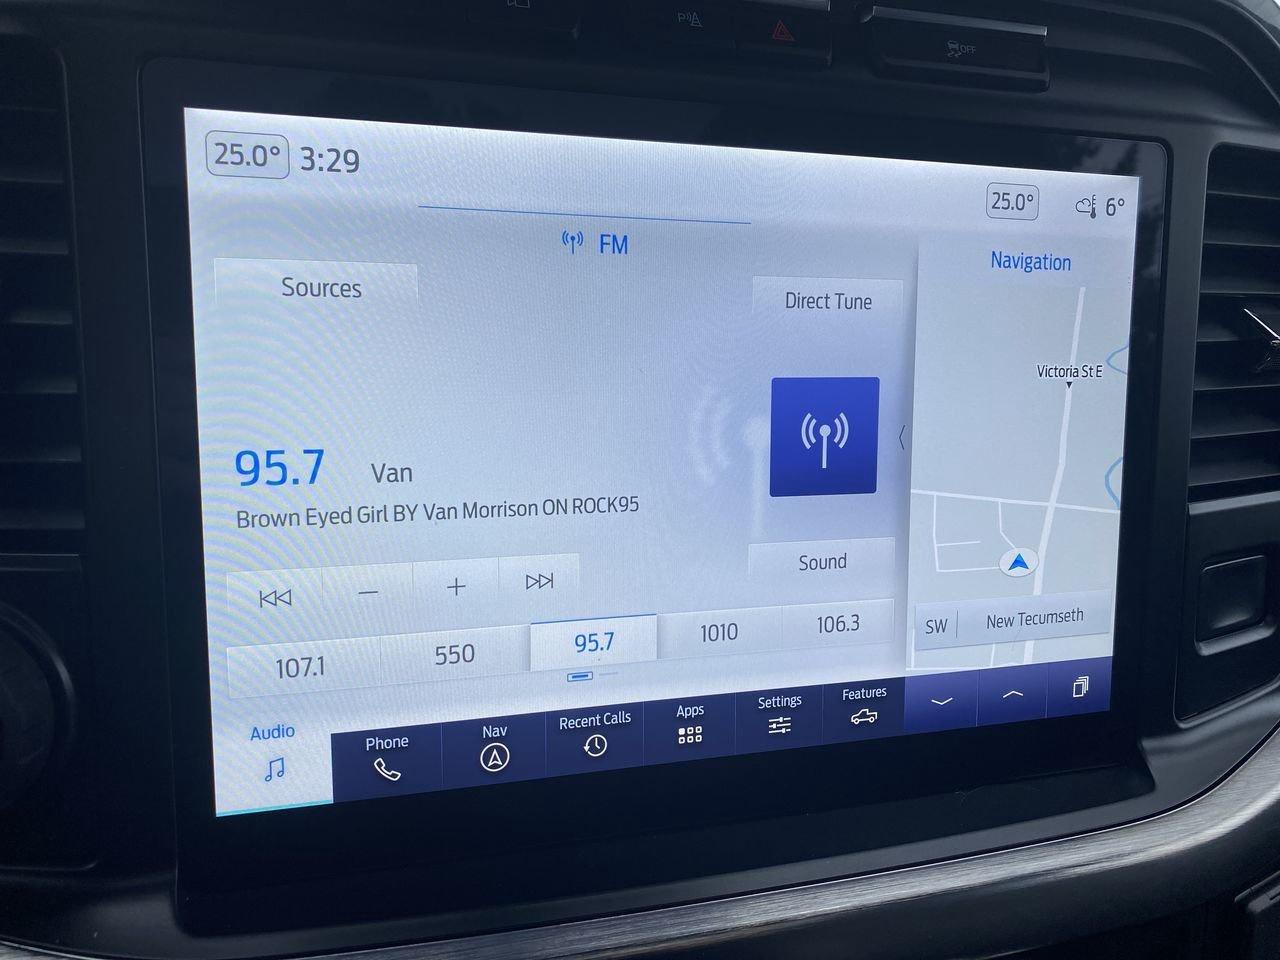 P
OFF
25.0° 3:29
25.0° 6°
FM
Navigation
Sources
Direct Tune
Victoria St E
95.7 Van
Brown Eyed Girl BY Van Morrison ON ROCK95
Sound
SW New Tecumseth
107.1 550 95.7 1010 106.3
Audio Phone Nav Recent Calls Apps Settings Features